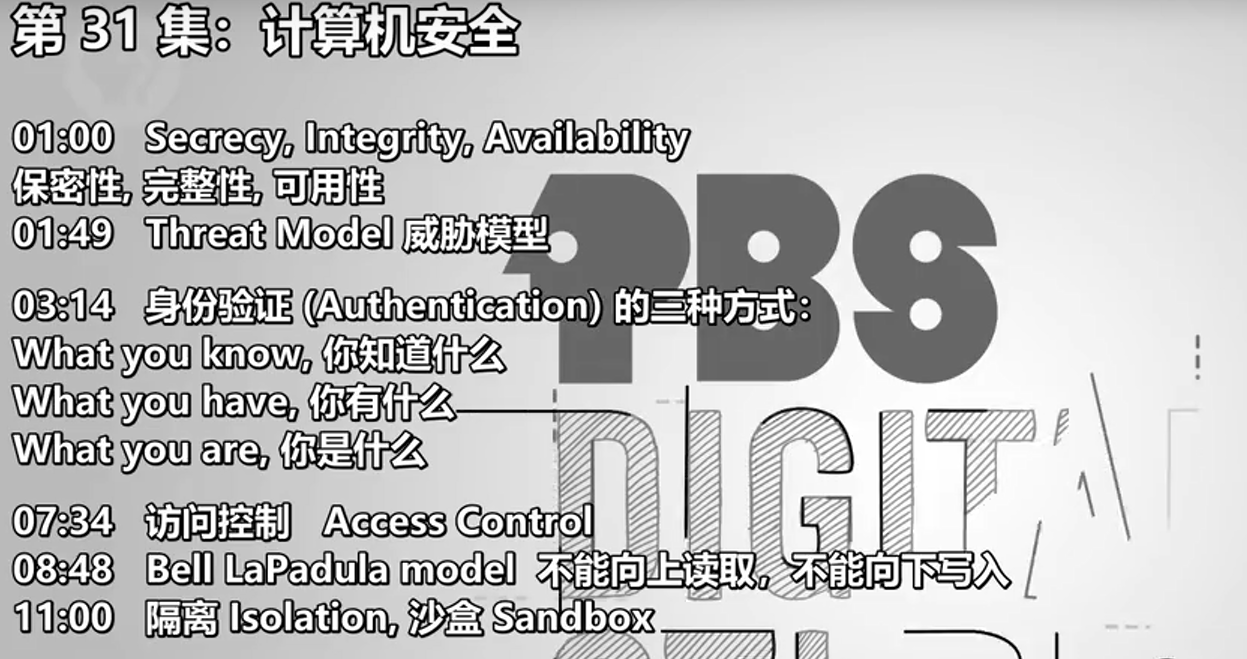 第 31 集：计算机安全
01:00 Secrecy, Integrity, Availability
保密性, 完整性, 可用性
01:49 Threat Model 威胁模型
03:14 身份验证 (Authentication) 的三种方式：
What you know, 你知道什么
What you have, 你有什么
What you are, 你是什么
07:34 访问控制 Access Control
08:48 Bell LaPadula model 不能向上读取，不能向下写入
11:00 隔离 Isolation, 沙盒 Sandbox
PBS
DIGITAL